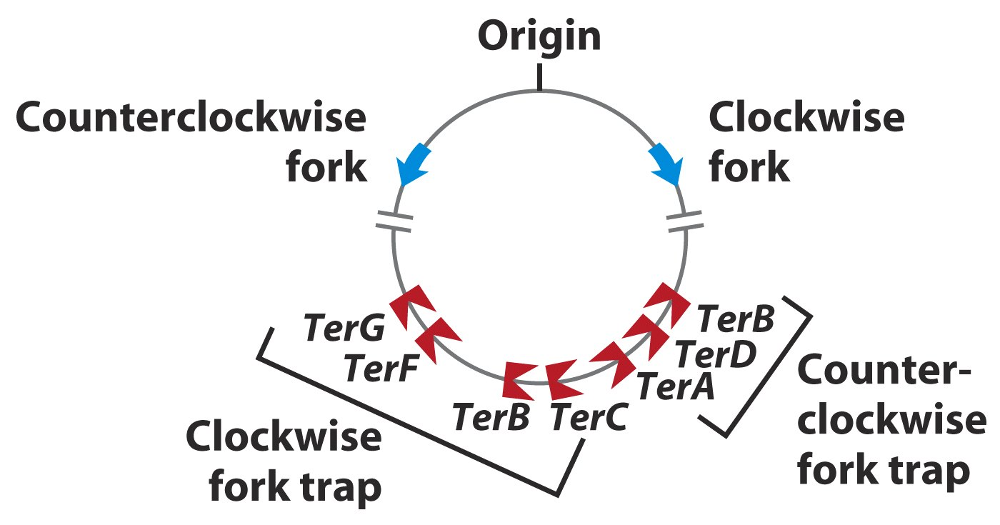 Origin
Counterclockwise
fork
Clockwise
fork
TerG
TerF
TerB
TerC
TerA
TerD
TerB
Clockwise
fork trap
Counter-
clockwise
fork trap